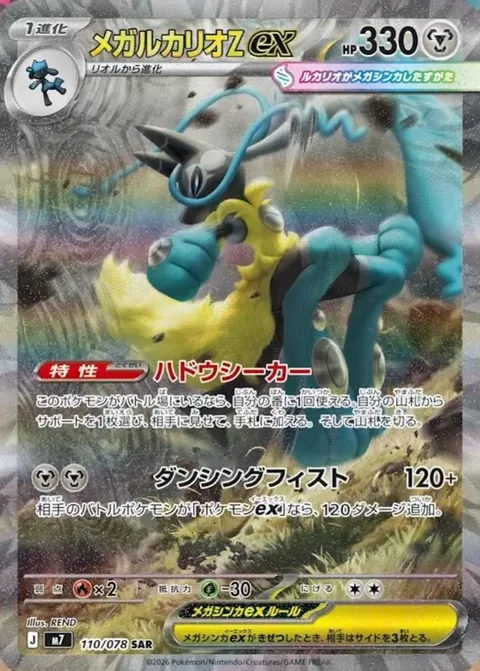 1進化
メガルカリオZ ex
HP 330
リオルから進化
ルカリオがメガシンカしたすがた
特性 ハドウシーカー
このポケモンがバトル場にいるなら、自分の番に1回使える。自分の山札から
サポートを1枚選び、相手に見せて、手札に加える。そして山札を切る。
ダンシングフィスト 120+
相手のバトルポケモンが「ポケモンex」なら、120ダメージ追加。
弱点 ×2 抵抗力 -30 にげる
メガシンカexルール
メガシンカexがきぜつしたとき、相手はサイドを3枚とる。
Illus. REND
J M7 110/078 SAR
©2026 Pokémon/Nintendo/Creatures/GAME FREAK.